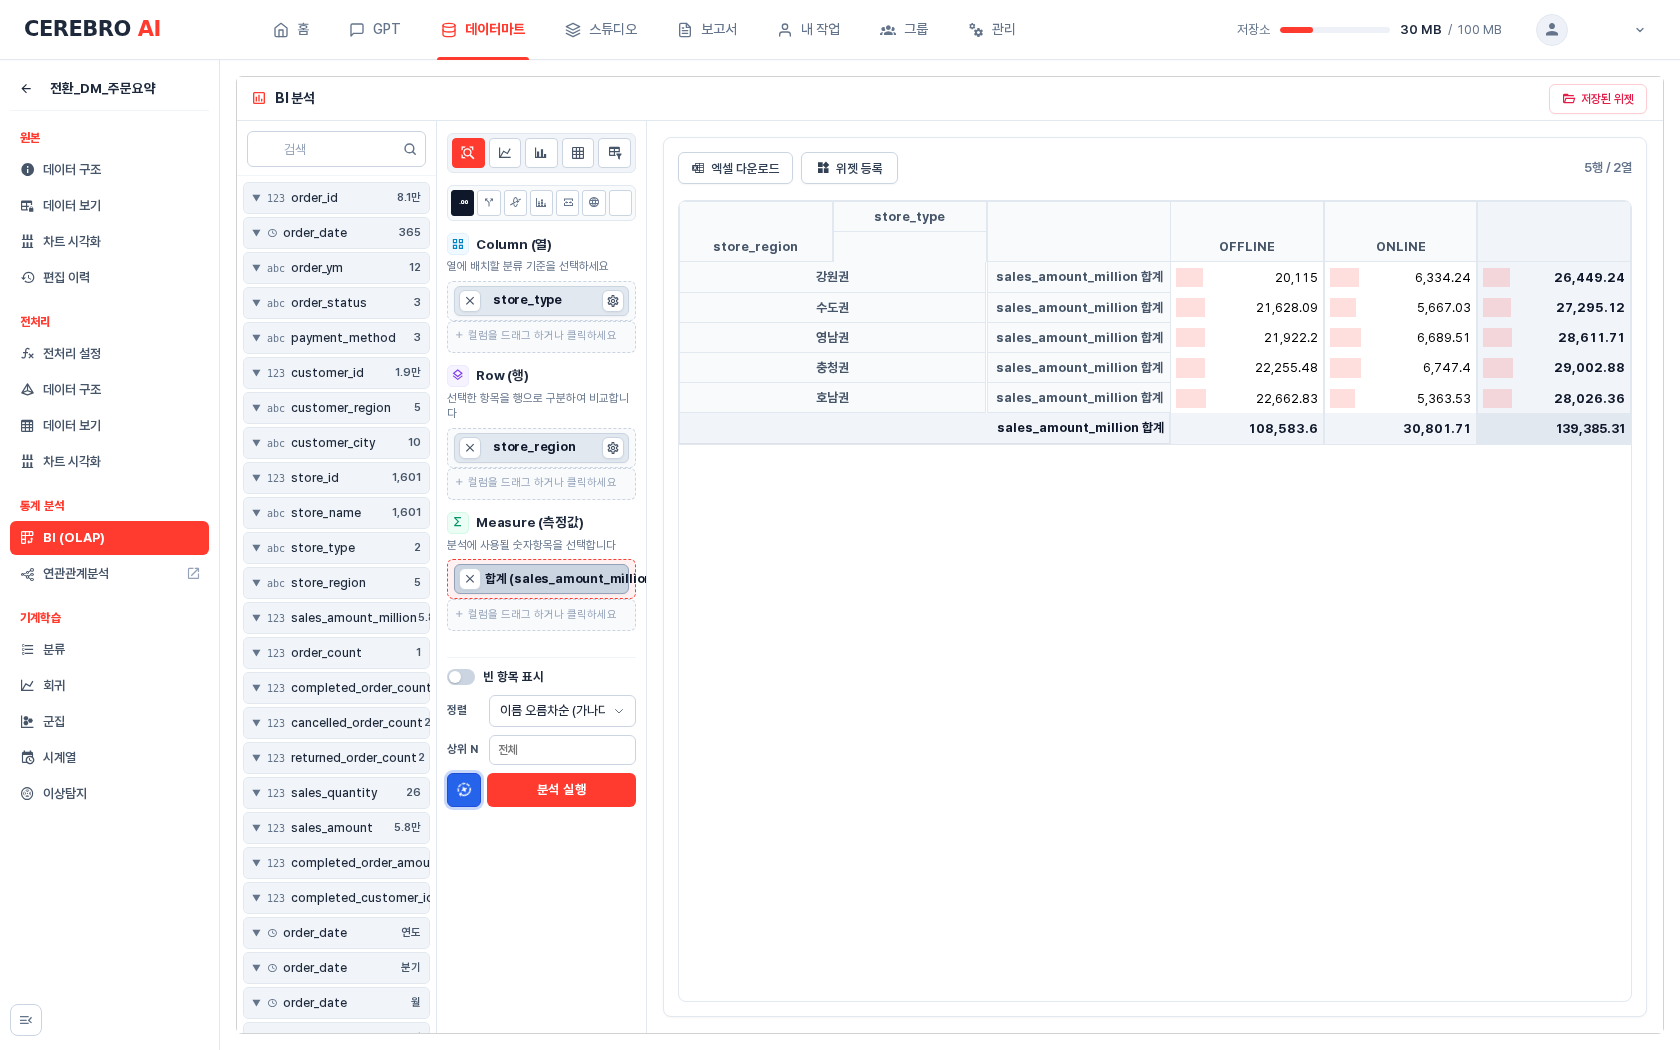 CEREBRO AI
홈
GPT
데이터마트
스튜디오
보고서
내 작업
그룹
관리
저장소
30 MB / 100 MB
전환_DM_주문요약
원본
데이터 구조
데이터 보기
차트 시각화
편집 이력
전처리
전처리 설정
데이터 구조
데이터 보기
차트 시각화
통계 분석
BI (OLAP)
연관관계분석
기계학습
분류
회귀
군집
시계열
이상탐지
BI 분석
저장된 위젯
검색
123 order_id 8.1만
order_date 365
abc order_ym 12
abc order_status 3
abc payment_method 3
123 customer_id 1.9만
abc customer_region 5
abc customer_city 10
123 store_id 1,601
abc store_name 1,601
abc store_type 2
abc store_region 5
123 sales_amount_million 5.8
123 order_count 1
123 completed_order_count
123 cancelled_order_count 2
123 returned_order_count 2
123 sales_quantity 26
123 sales_amount 5.8만
123 completed_order_amou
123 completed_customer_id
order_date 연도
order_date 분기
order_date 월
.00
Column (열)
열에 배치할 분류 기준을 선택하세요
store_type
+ 컬럼을 드래그 하거나 클릭하세요
Row (행)
선택한 항목을 행으로 구분하여 비교합니
다
store_region
+ 컬럼을 드래그 하거나 클릭하세요
Measure (측정값)
분석에 사용될 숫자항목을 선택합니다
합계 (sales_amount_million
+ 컬럼을 드래그 하거나 클릭하세요
빈 항목 표시
정렬
이름 오름차순 (가나다
상위 N
전체
분석 실행
엑셀 다운로드
위젯 등록
5행 / 2열
store_type
store_region OFFLINE ONLINE
강원권 sales_amount_million 합계 20,115 6,334.24 26,449.24
수도권 sales_amount_million 합계 21,628.09 5,667.03 27,295.12
영남권 sales_amount_million 합계 21,922.2 6,689.51 28,611.71
충청권 sales_amount_million 합계 22,255.48 6,747.4 29,002.88
호남권 sales_amount_million 합계 22,662.83 5,363.53 28,026.36
sales_amount_million 합계 108,583.6 30,801.71 139,385.31